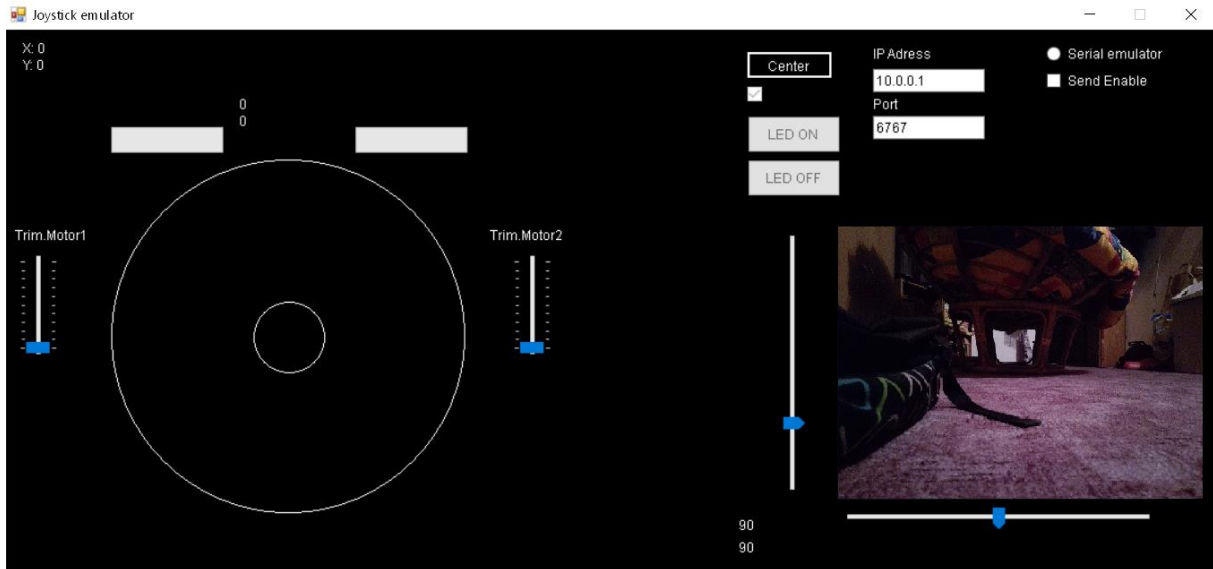 Joystick emulator
X: 0
Y: 0
0
0
Trim.Motor1
Trim.Motor2
Center
LED ON
LED OFF
IP Adress
10.0.0.1
Port
6767
Serial emulator
Send Enable
90
90